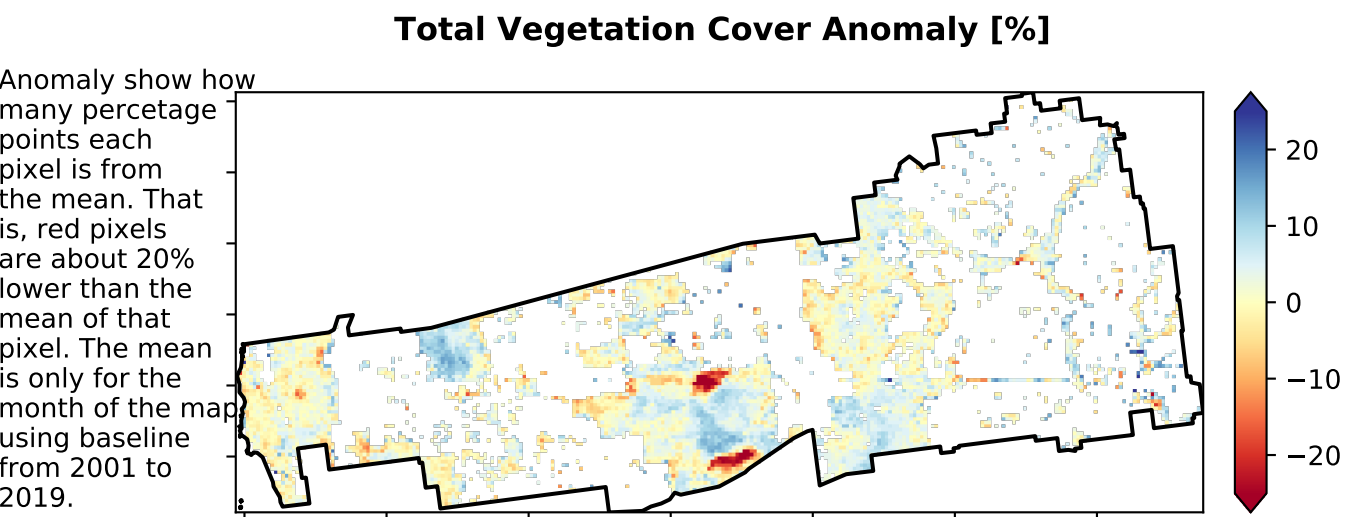 Total Vegetation Cover Anomaly [%]
Anomaly show how
many percetage
points each
pixel is from
the mean. That
is, red pixels
are about 20%
lower than the
mean of that
pixel. The mean
is only for the
month of the map,
using baseline
from 2001 to
2019.
20
10
0
−10
−20